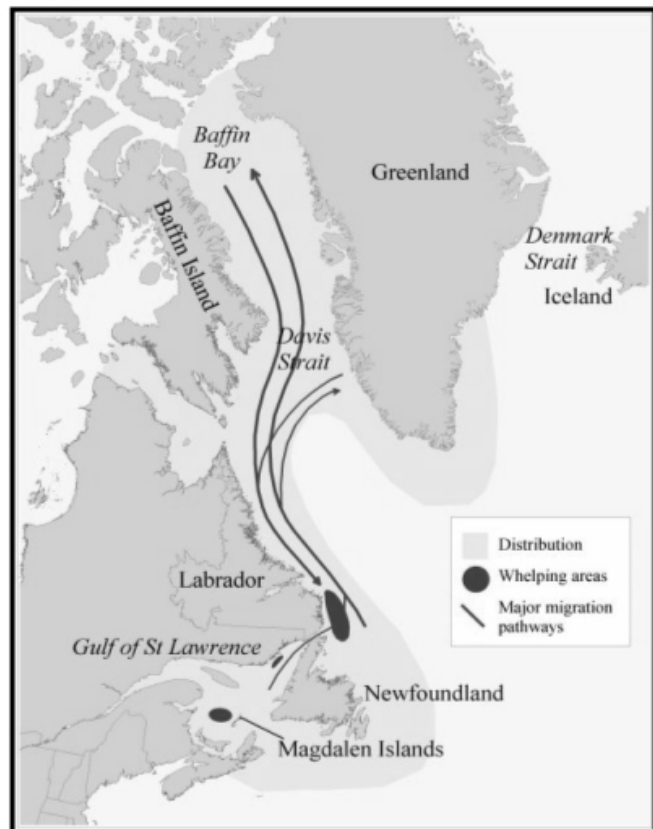 Baffin
Bay
Greenland
Baffin Island
Denmark
Strait
Iceland
Davis
Strait
Distribution
Whelping areas
Major migration
pathways
Labrador
Gulf of St Lawrence
Newfoundland
Magdalen Islands